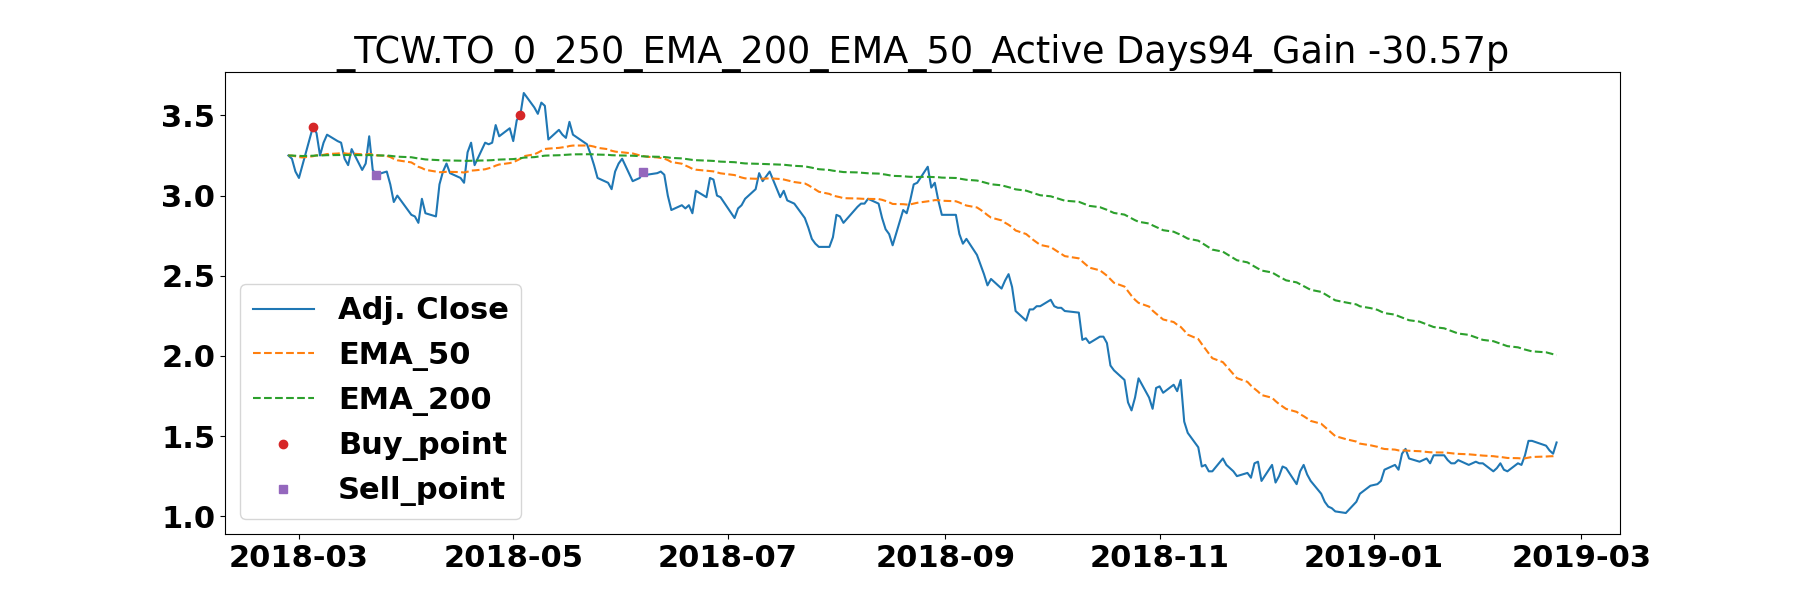 _TCW.TO_0_250_EMA_200_EMA_50_Active Days94_Gain -30.57p
3.5
3.0
2.5
2.0
1.5
1.0
Adj. Close
EMA_50
EMA_200
Buy_point
Sell_point
2018-03 2018-05 2018-07 2018-09 2018-11 2019-01 2019-03